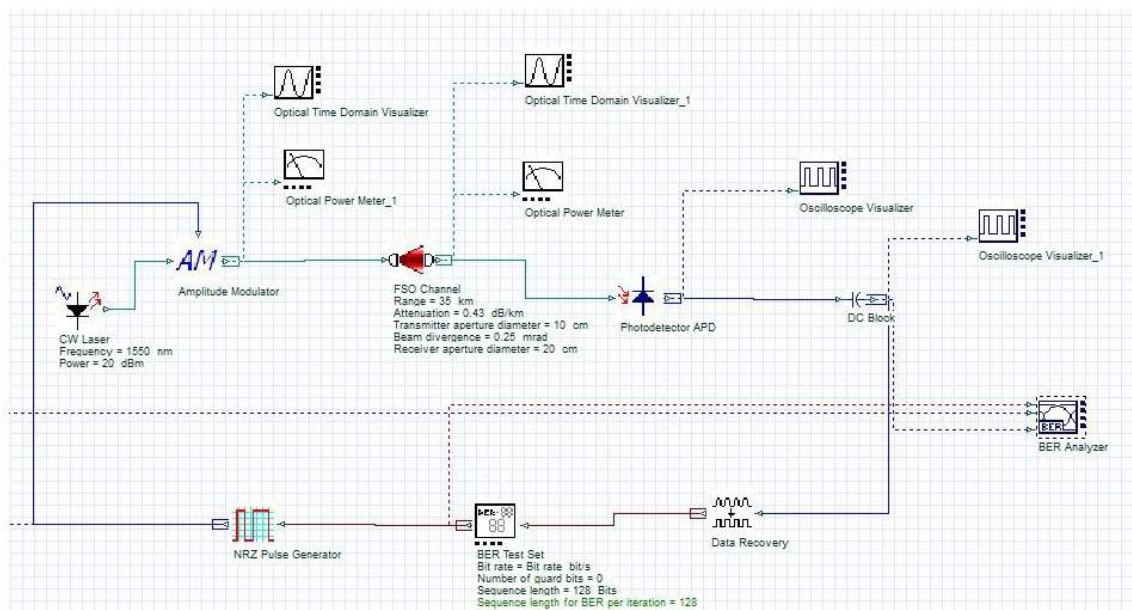 Optical Time Domain Visualizer
Optical Time Domain Visualizer_1
Optical Power Meter_1
Optical Power Meter
Oscilloscope Visualizer
Oscilloscope Visualizer_1
AM
Amplitude Modulator
CW Laser
Frequency = 1550 nm
Power = 20 dBm
FSO Channel
Range = 35 km
Attenuation = 0.43 dB/km
Transmitter aperture diameter = 10 cm
Beam divergence = 0.25 mrad
Receiver aperture diameter = 20 cm
Photodetector APD
DC Block
BER
BER Analyzer
NRZ Pulse Generator
BER Test Set
Bit rate = Bit rate bit/s
Number of guard bits = 0
Sequence length = 128 Bits
Sequence length for BER per iteration = 128
Data Recovery